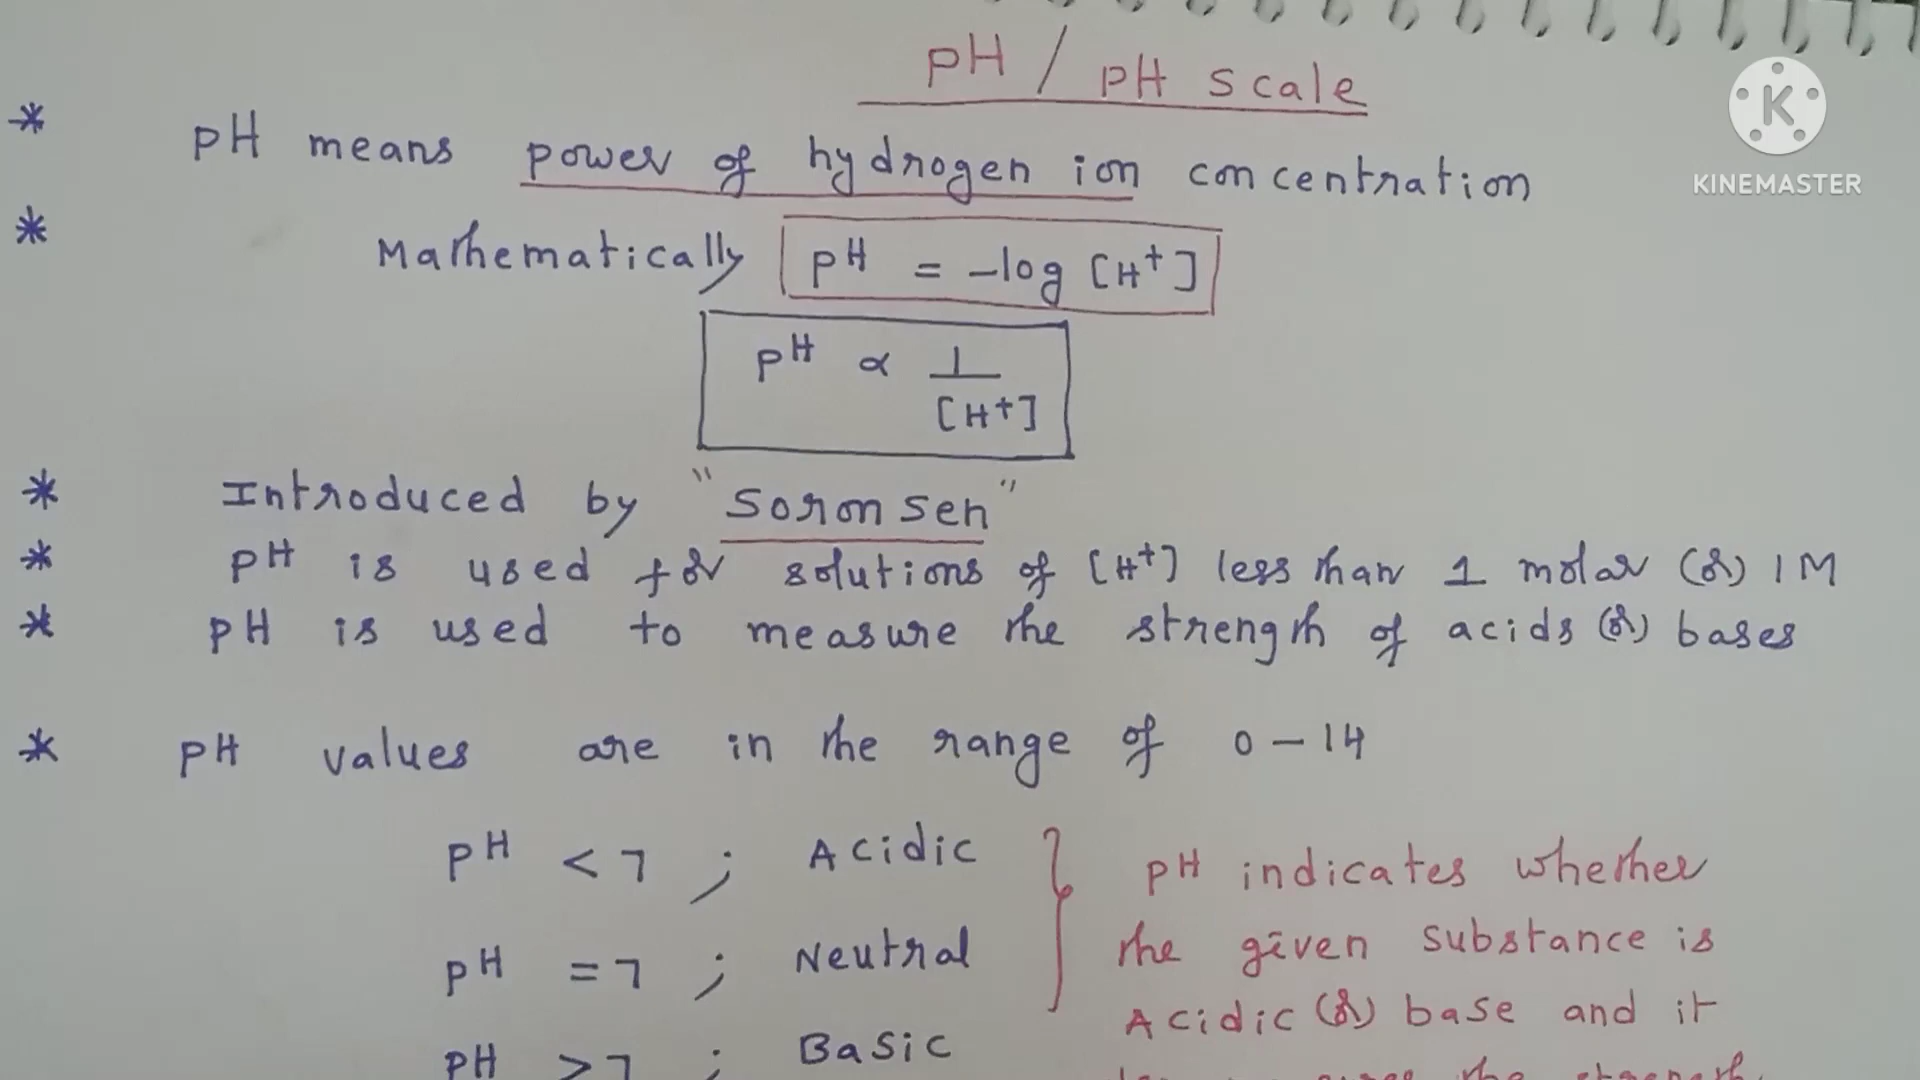 pH / pH scale
* pH means power of hydrogen ion concentration
* Mathematically pH = -log [H+]
pH ∝ 1/[H+]
* Introduced by "Soronsen"
* pH is used for solutions of [H+] less than 1 molar (or) 1M
* pH is used to measure the strength of acids (or) bases
* pH values are in the range of 0 - 14
pH < 7 ; Acidic
pH = 7 ; Neutral
pH > 7 ; Basic
pH indicates whether
the given substance is
Acidic (or) base and it
the strength
K
KINEMASTER